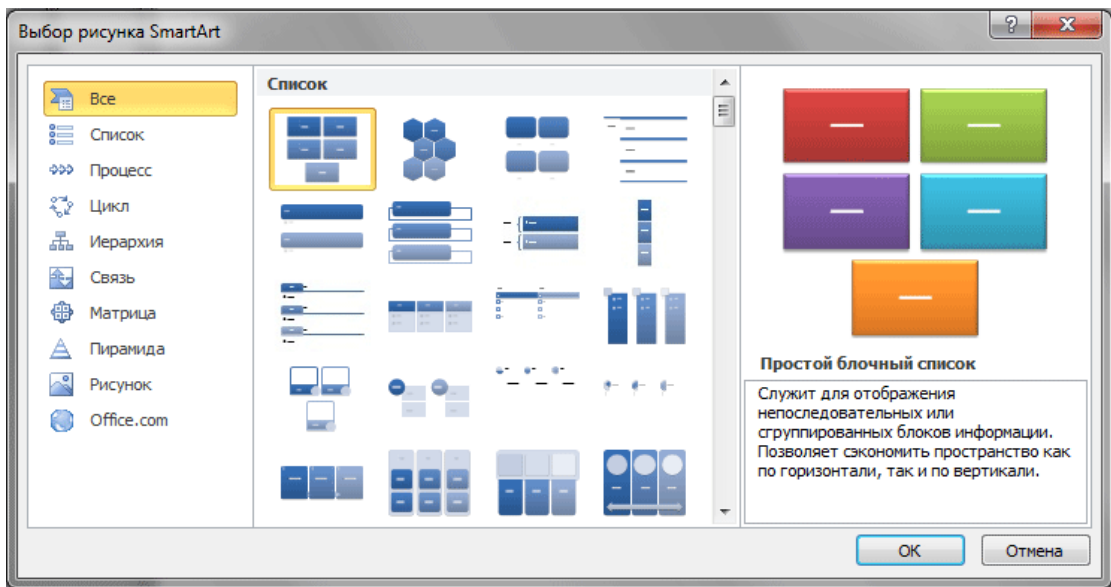 Выбор рисунка SmartArt
Все
Список
Процесс
Цикл
Иерархия
Связь
Матрица
Пирамида
Рисунок
Office.com
Список
Простой блочный список
Служит для отображения
непоследовательных или
сгруппированных блоков информации.
Позволяет сэкономить пространство как
по горизонтали, так и по вертикали.
ОК
Отмена